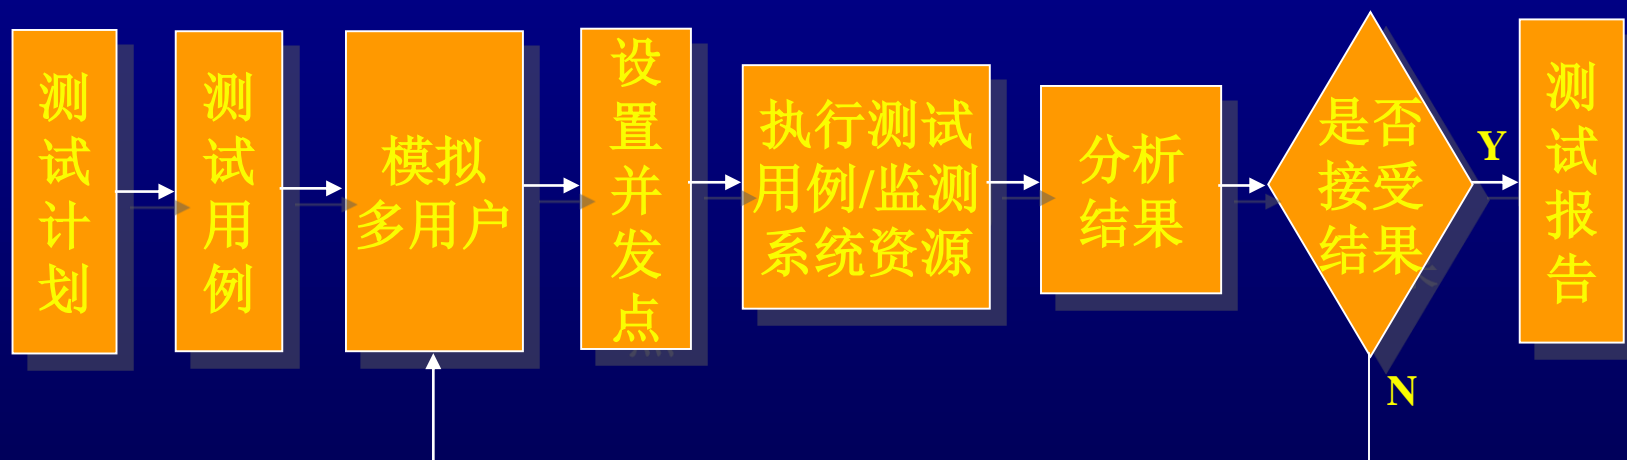 测试计划
测试用例
模拟
多用户
设置并发点
执行测试
用例/监测
系统资源
分析
结果
是否
接受
结果
Y
N
测试报告